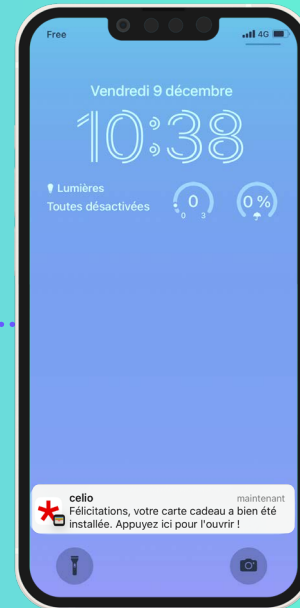 Free
4G
Vendredi 9 décembre
10:38
Lumières
Toutes désactivées
0
0 3
0 %
celio
maintenant
Félicitations, votre carte cadeau a bien été
installée. Appuyez ici pour l'ouvrir !